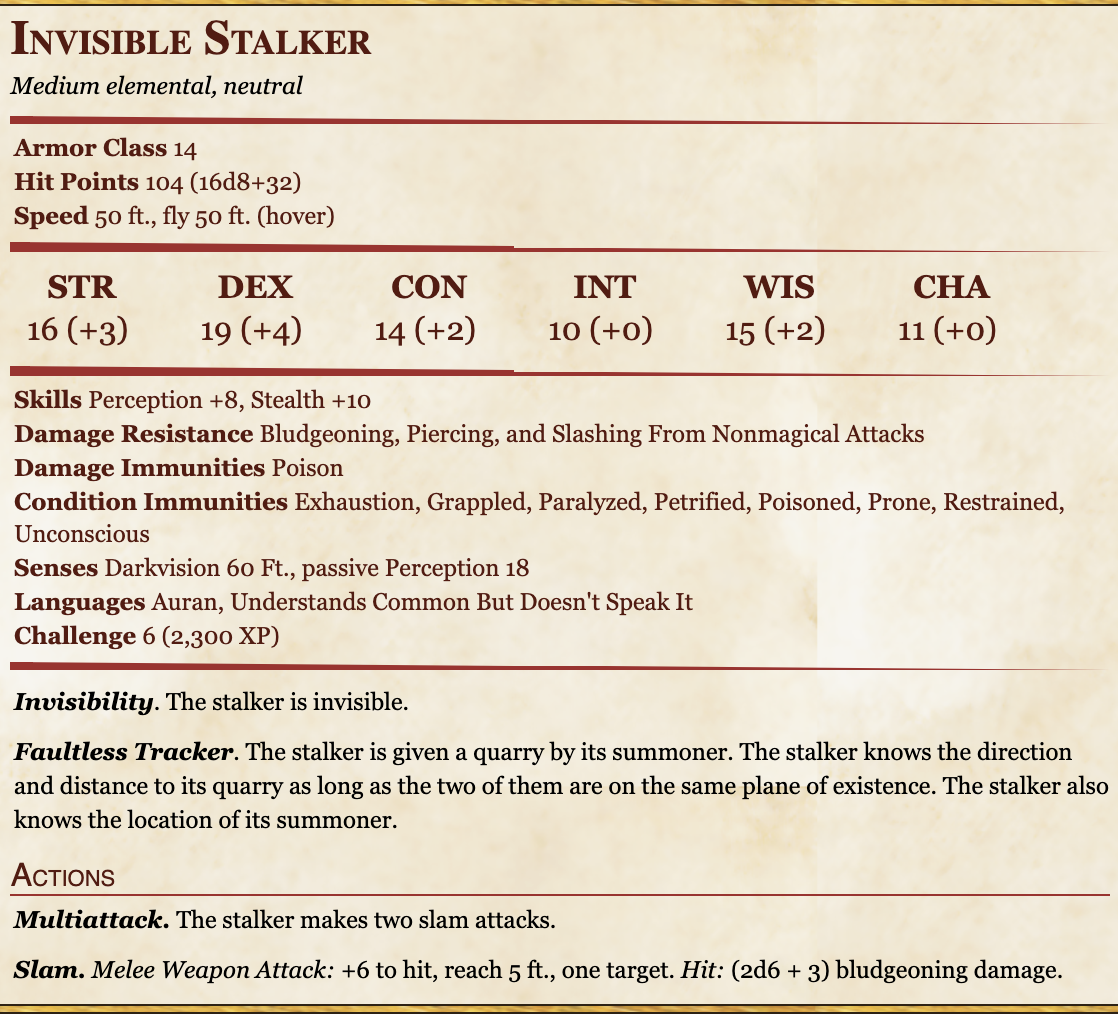 Invisible Stalker
Medium elemental, neutral
Armor Class 14
Hit Points 104 (16d8+32)
Speed 50 ft., fly 50 ft. (hover)
STR DEX CON INT WIS CHA
16 (+3) 19 (+4) 14 (+2) 10 (+0) 15 (+2) 11 (+0)
Skills Perception +8, Stealth +10
Damage Resistance Bludgeoning, Piercing, and Slashing From Nonmagical Attacks
Damage Immunities Poison
Condition Immunities Exhaustion, Grappled, Paralyzed, Petrified, Poisoned, Prone, Restrained,
Unconscious
Senses Darkvision 60 Ft., passive Perception 18
Languages Auran, Understands Common But Doesn't Speak It
Challenge 6 (2,300 XP)
Invisibility. The stalker is invisible.
Faultless Tracker. The stalker is given a quarry by its summoner. The stalker knows the direction
and distance to its quarry as long as the two of them are on the same plane of existence. The stalker also
knows the location of its summoner.
Actions
Multiattack. The stalker makes two slam attacks.
Slam. Melee Weapon Attack: +6 to hit, reach 5 ft., one target. Hit: (2d6 + 3) bludgeoning damage.